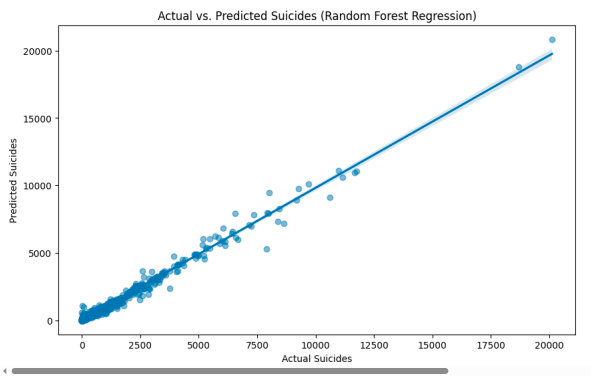 Actual vs. Predicted Suicides (Random Forest Regression)
20000
15000
10000
5000
0
Predicted Suicides
0 2500 5000 7500 10000 12500 15000 17500 20000
Actual Suicides